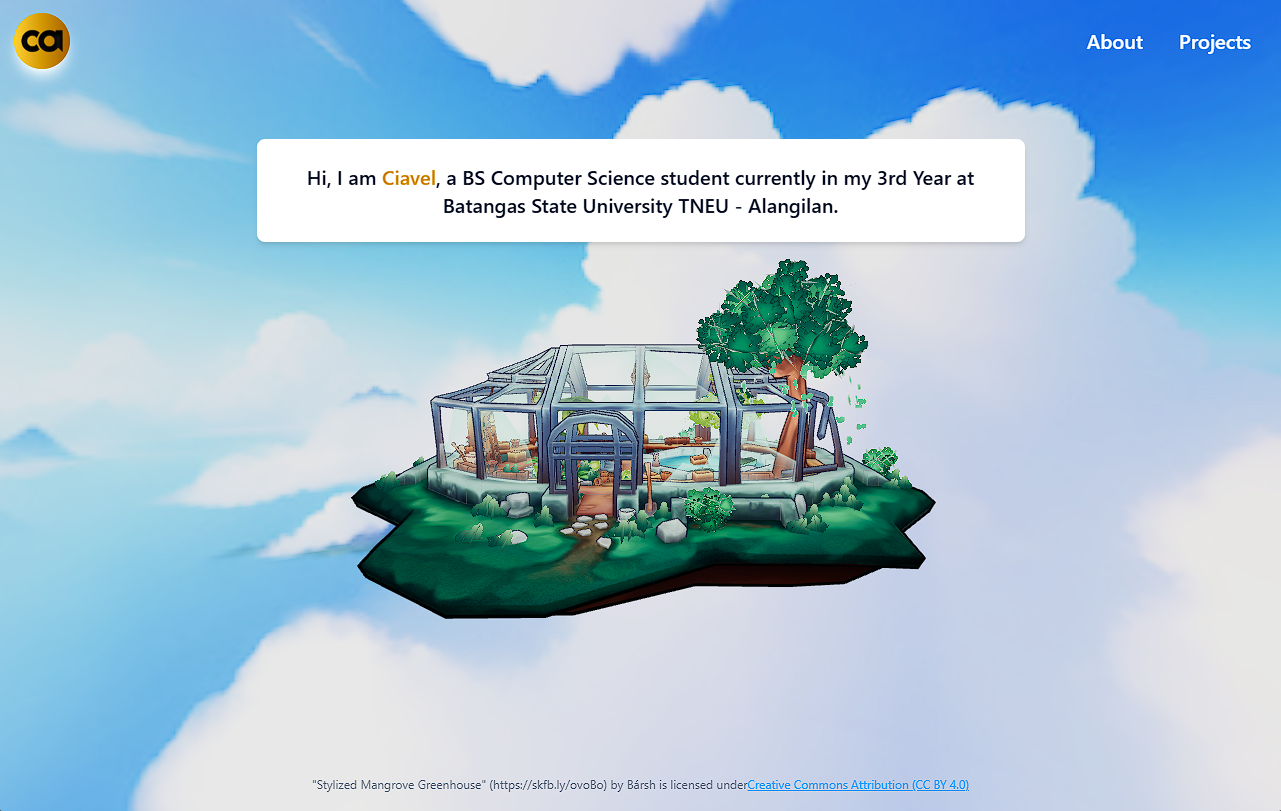 ca
About
Projects
Hi, I am Ciavel, a BS Computer Science student currently in my 3rd Year at
Batangas State University TNEU - Alangilan.
"Stylized Mangrove Greenhouse" (https://skfb.ly/ovoBo) by Bársh is licensed underCreative Commons Attribution (CC BY 4.0)